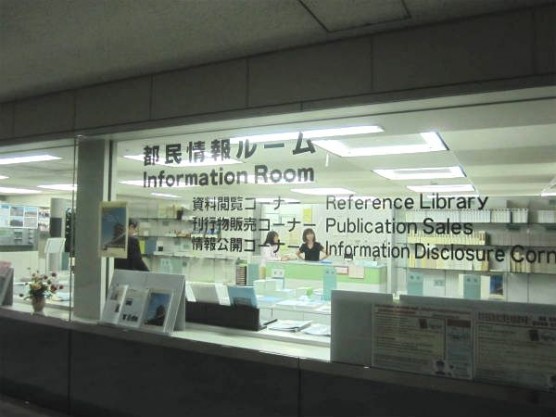 都民情報ルーム
Information Room
資料閲覧コーナー Reference Library
刊行物販売コーナー Publication Sales
情報公開コーナー Information Disclosure Corn